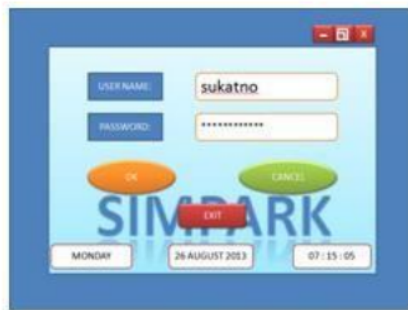 USER NAME: sukatno
PASSWORD: ************
OK CANCEL
EXIT
SIMPARK
MONDAY 26 AUGUST 2013 07 : 15 : 05